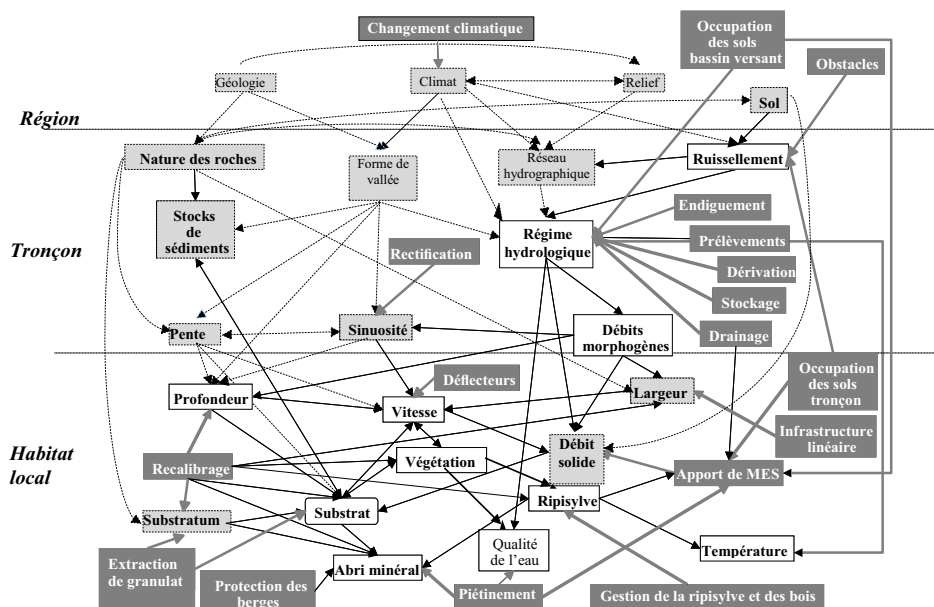 Changement climatique
Occupation
des sols
bassin versant
Obstacles
Géologie
Climat
Relief
Sol
Région
Nature des roches
Forme de
vallée
Réseau
hydrographique
Ruissellement
Stocks
de
sédiments
Endiguement
Régime
hydrologique
Prélèvements
Tronçon
Rectification
Dérivation
Stockage
Pente
Sinuosité
Débits
morphogènes
Drainage
Occupation
des sols
tronçon
Déflecteurs
Profondeur
Vitesse
Largeur
Infrastructure
linéaire
Habitat
local
Débit
solide
Végétation
Recalibrage
Apport de MES
Ripisylve
Substratum
Substrat
Qualité
de l’eau
Température
Extraction
de granulat
Abri minéral
Protection des
berges
Piétinement
Gestion de la ripisylve et des bois